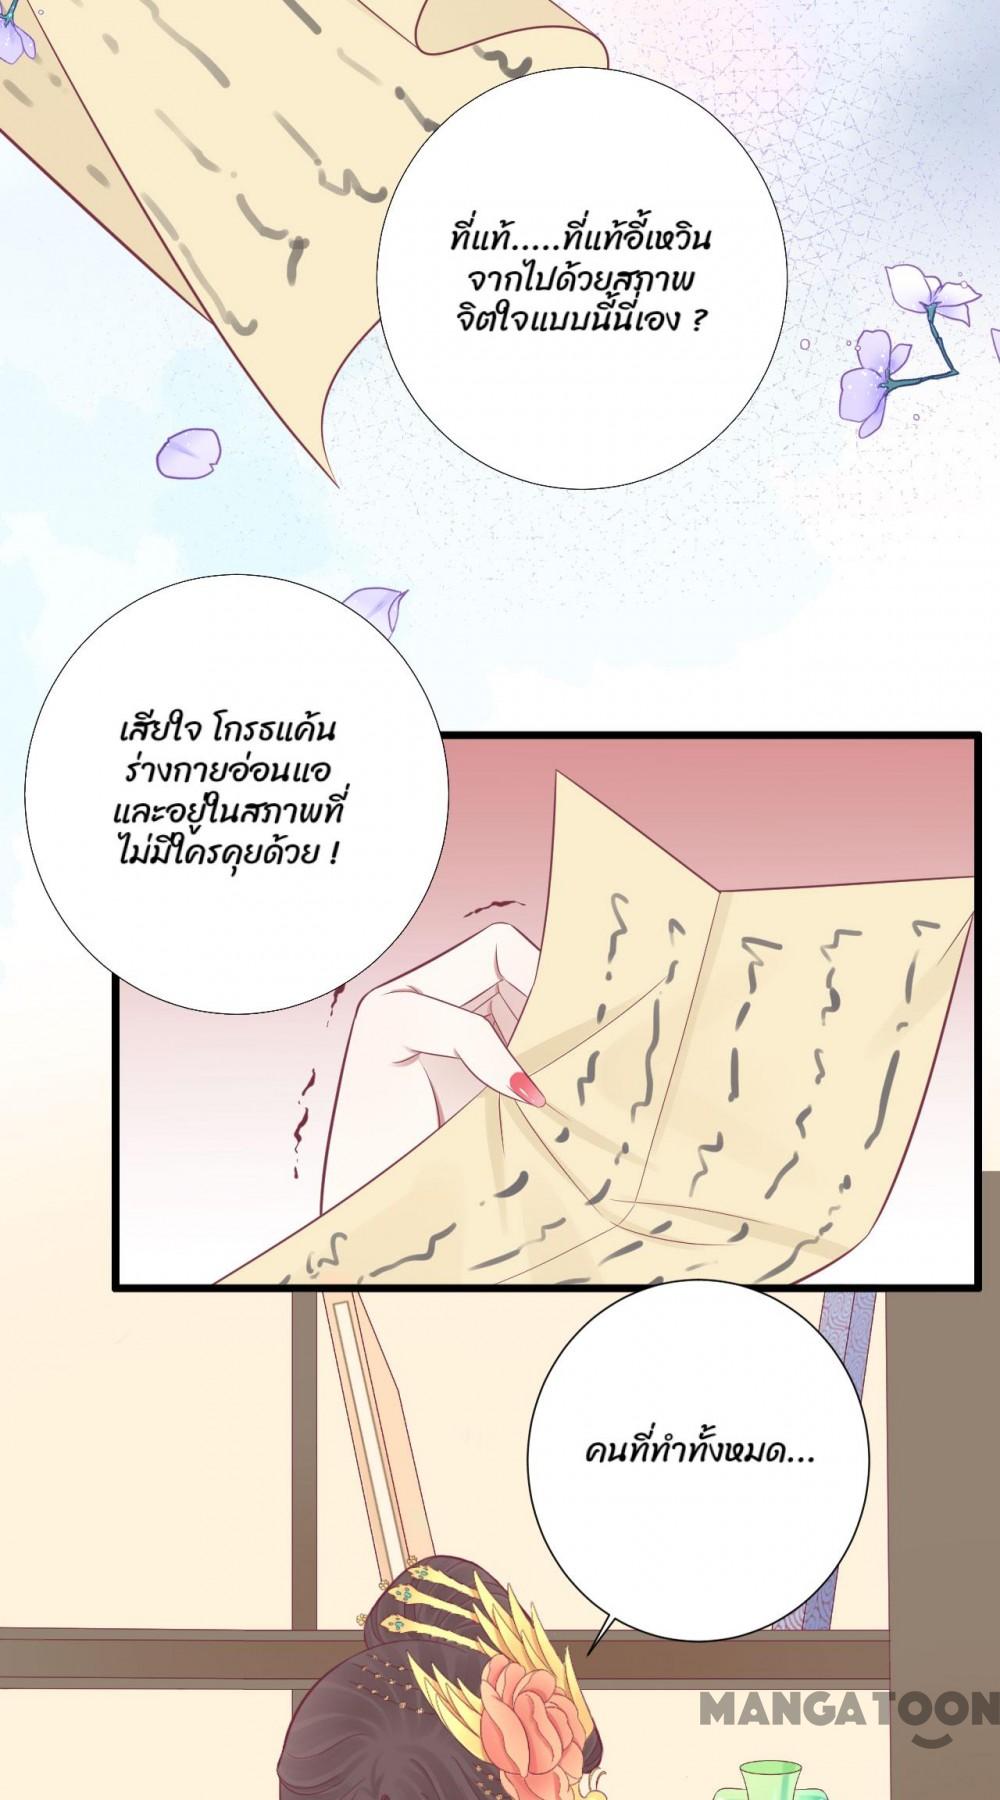 ที่แท้.....ที่แท้อี้เหวิน
จากไปด้วยสภาพ
จิตใจแบบนี้นี่เอง ?
เสียใจ โกรธแค้น
ร่างกายอ่อนแอ
และอยู่ในสภาพที่
ไม่มีใครคุยด้วย !
คนที่ทำทั้งหมด...
MANGATOON